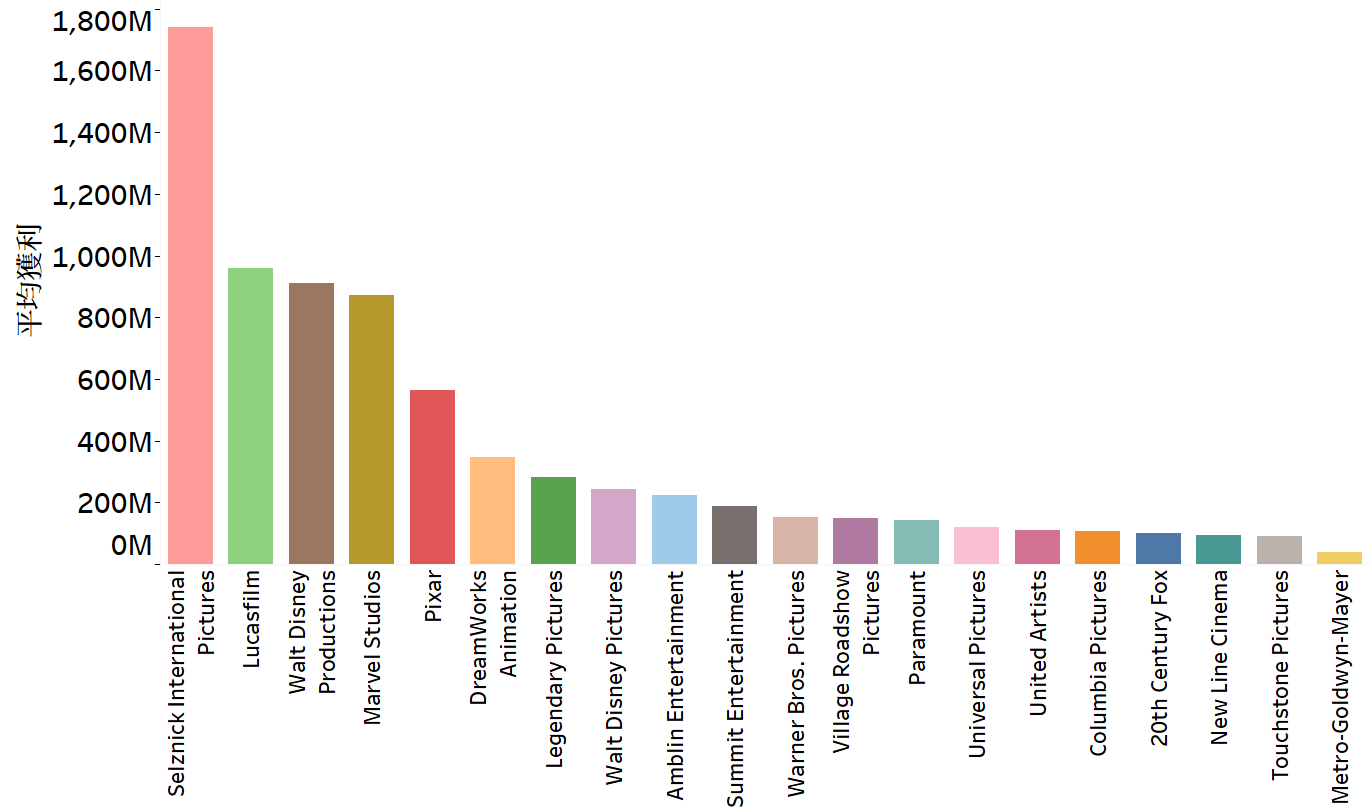 平均獲利
1,800M
1,600M
1,400M
1,200M
1,000M
800M
600M
400M
200M
0M
Selznick International
Pictures
Lucasfilm
Walt Disney
Productions
Marvel Studios
Pixar
DreamWorks
Animation
Legendary Pictures
Walt Disney Pictures
Amblin Entertainment
Summit Entertainment
Warner Bros. Pictures
Village Roadshow
Pictures
Paramount
Universal Pictures
United Artists
Columbia Pictures
20th Century Fox
New Line Cinema
Touchstone Pictures
Metro-Goldwyn-Mayer